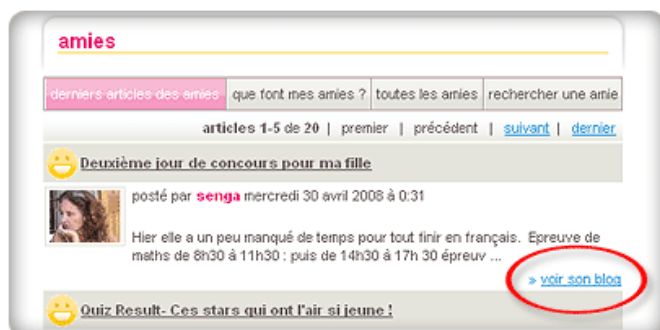 amies
derniers articles des amies que font mes amies ? toutes les amies rechercher une amie
articles 1-5 de 20 | premier | précédent | suivant | dernier
Deuxième jour de concours pour ma fille
posté par senga mercredi 30 avril 2008 à 0:31
Hier elle a un peu manqué de temps pour tout finir en français. Epreuve de
maths de 8h30 à 11h30 : puis de 14h30 à 17h 30 épreuv ...
» voir son blog
Quiz Result- Ces stars qui ont l'air si jeune !